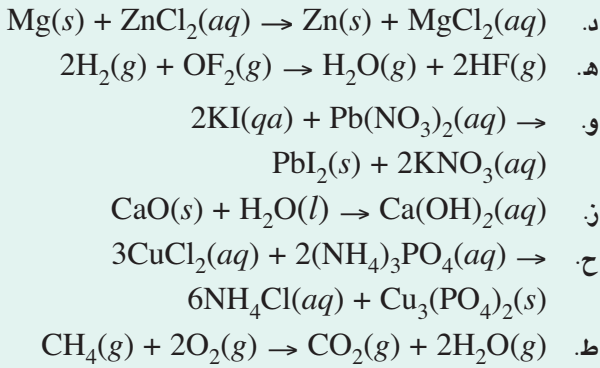 د. Mg(s) + ZnCl₂(aq) → Zn(s) + MgCl₂(aq)
هـ. 2H₂(g) + OF₂(g) → H₂O(g) + 2HF(g)
و. 2KI(qa) + Pb(NO₃)₂(aq) →
PbI₂(s) + 2KNO₃(aq)
ز. CaO(s) + H₂O(l) → Ca(OH)₂(aq)
ح. 3CuCl₂(aq) + 2(NH₄)₃PO₄(aq) →
6NH₄Cl(aq) + Cu₃(PO₄)₂(s)
ط. CH₄(g) + 2O₂(g) → CO₂(g) + 2H₂O(g)